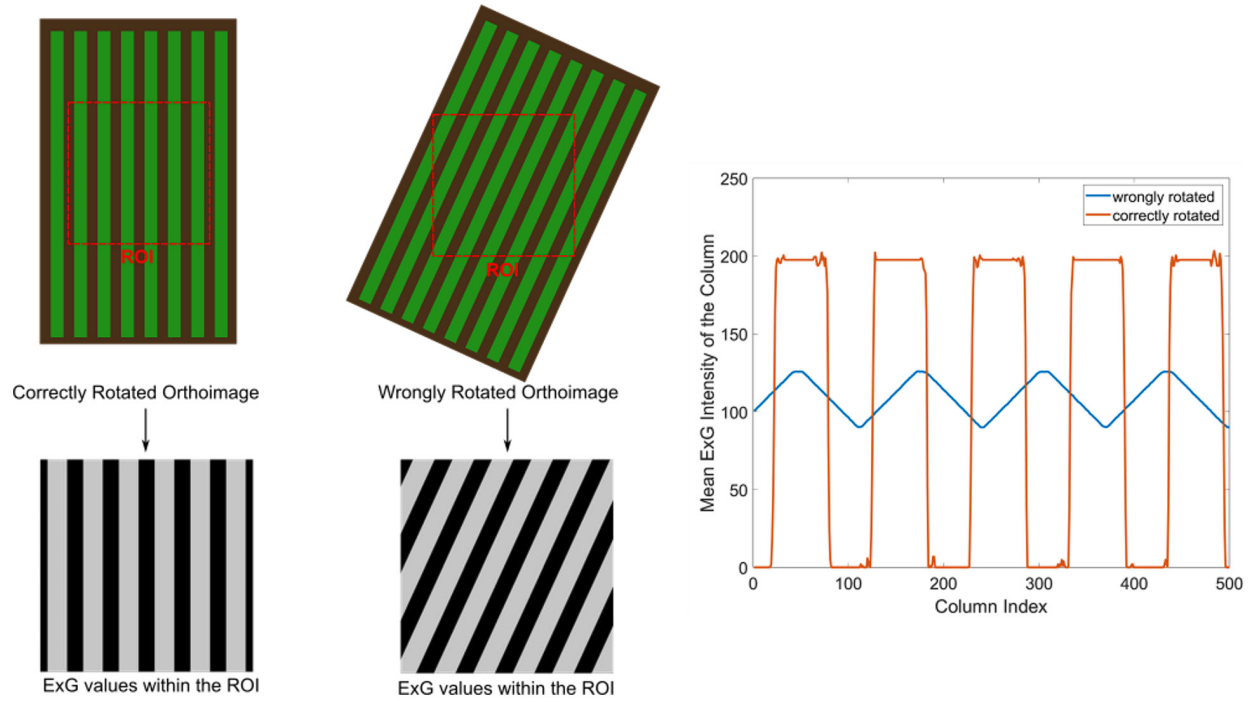 ROI
ROI
Correctly Rotated Orthoimage
Wrongly Rotated Orthoimage
ExG values within the ROI
ExG values within the ROI
250
200
150
100
50
0
Mean ExG Intensity of the Column
wrongly rotated
correctly rotated
0 100 200 300 400 500
Column Index